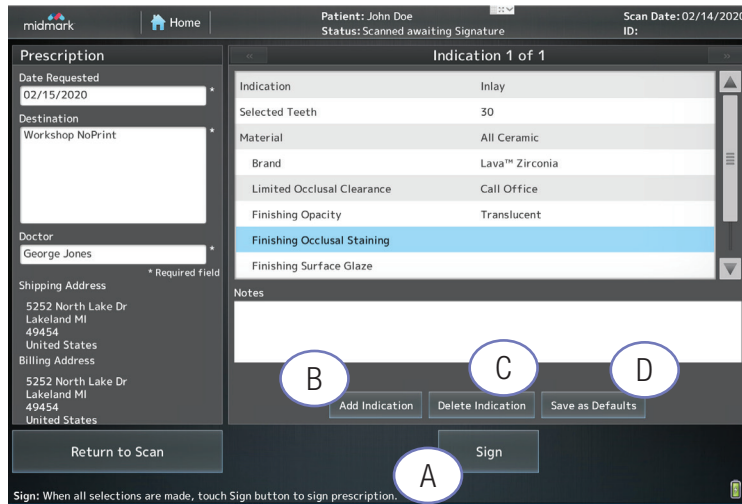 midmark
Home
Patient: John Doe
Status: Scanned awaiting Signature
Scan Date: 02/14/2020
ID:
Prescription
Date Requested
02/15/2020 *
Destination
Workshop NoPrint *
Doctor
George Jones *
* Required field
Shipping Address
5252 North Lake Dr
Lakeland MI
49454
United States
Billing Address
5252 North Lake Dr
Lakeland MI
49454
United States
« Indication 1 of 1 »
Indication Inlay
Selected Teeth 30
Material All Ceramic
Brand Lava™ Zirconia
Limited Occlusal Clearance Call Office
Finishing Opacity Translucent
Finishing Occlusal Staining
Finishing Surface Glaze
Notes
B C D
Add Indication Delete Indication Save as Defaults
Return to Scan
Sign
A
Sign: When all selections are made, touch Sign button to sign prescription.